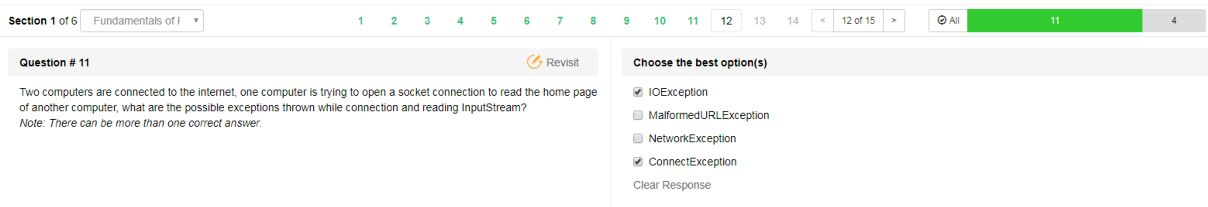 Section 1 of 6 Fundamentals of F 1 2 3 4 5 6 7 8 9 10 11 12 13 14 < 12 of 15 > All 11 4
Question # 11 Revisit
Two computers are connected to the internet, one computer is trying to open a socket connection to read the home page
of another computer, what are the possible exceptions thrown while connection and reading InputStream?
Note: There can be more than one correct answer.
Choose the best option(s)
IOException
MalformedURLException
NetworkException
ConnectException
Clear Response